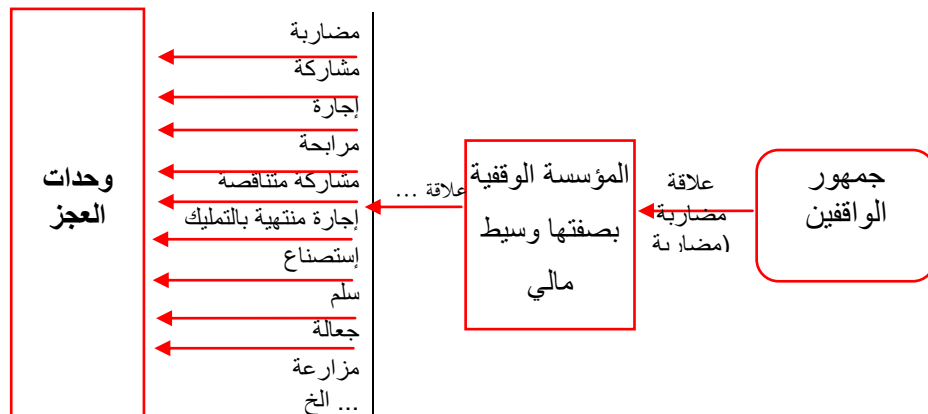 جمهور
الواقفين
علاقة
مضاربة
(مضاربة
المؤسسة الوقفية
بصفتها وسيط
مالي
علاقة ...
مضاربة
مشاركة
إجارة
مرابحة
مشاركة متناقصة
إجارة منتهية بالتمليك
إستصناع
سلم
جعالة
مزارعة
... الخ
وحدات
العجز